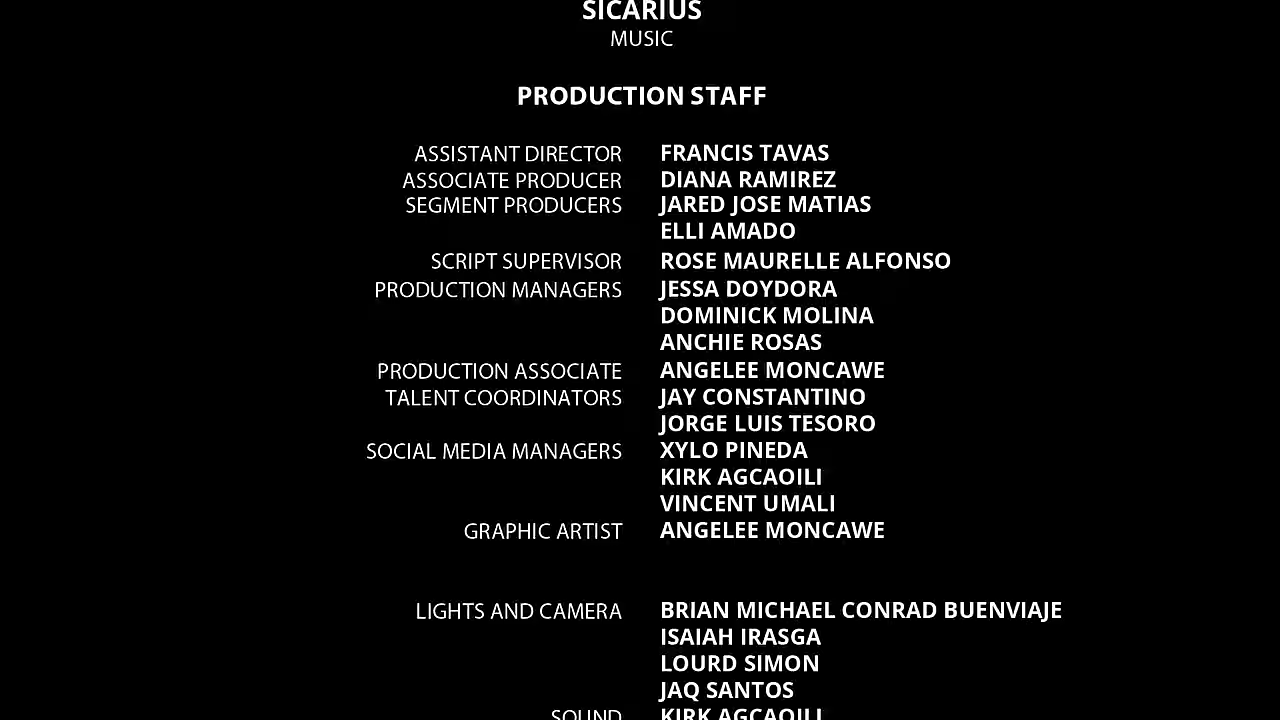 SICARIUS
MUSIC
PRODUCTION STAFF
ASSISTANT DIRECTOR FRANCIS TAVAS
ASSOCIATE PRODUCER DIANA RAMIREZ
SEGMENT PRODUCERS JARED JOSE MATIAS
ELLI AMADO
SCRIPT SUPERVISOR ROSE MAURELLE ALFONSO
PRODUCTION MANAGERS JESSA DOYDORA
DOMINICK MOLINA
ANCHIE ROSAS
PRODUCTION ASSOCIATE ANGELEE MONCAWE
TALENT COORDINATORS JAY CONSTANTINO
JORGE LUIS TESORO
SOCIAL MEDIA MANAGERS XYLO PINEDA
KIRK AGCAOILI
VINCENT UMALI
GRAPHIC ARTIST ANGELEE MONCAWE
LIGHTS AND CAMERA BRIAN MICHAEL CONRAD BUENVIAJE
ISAIAH IRASGA
LOURD SIMON
JAQ SANTOS
SOUND KIRK AGCAOILI